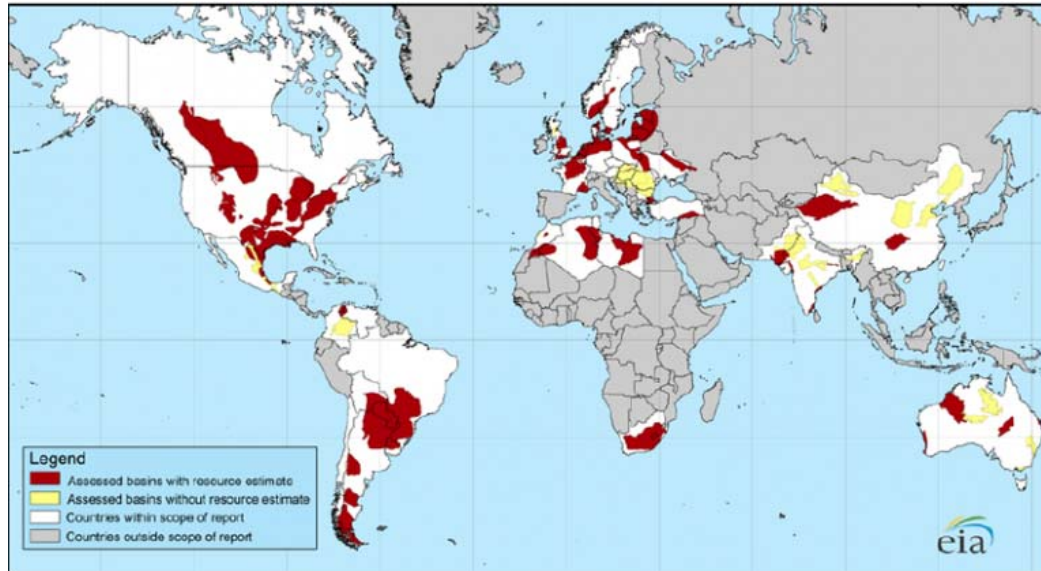 Legend
Assessed basins with resource estimate
Assessed basins without resource estimate
Countries within scope of report
Countries outside scope of report
eia